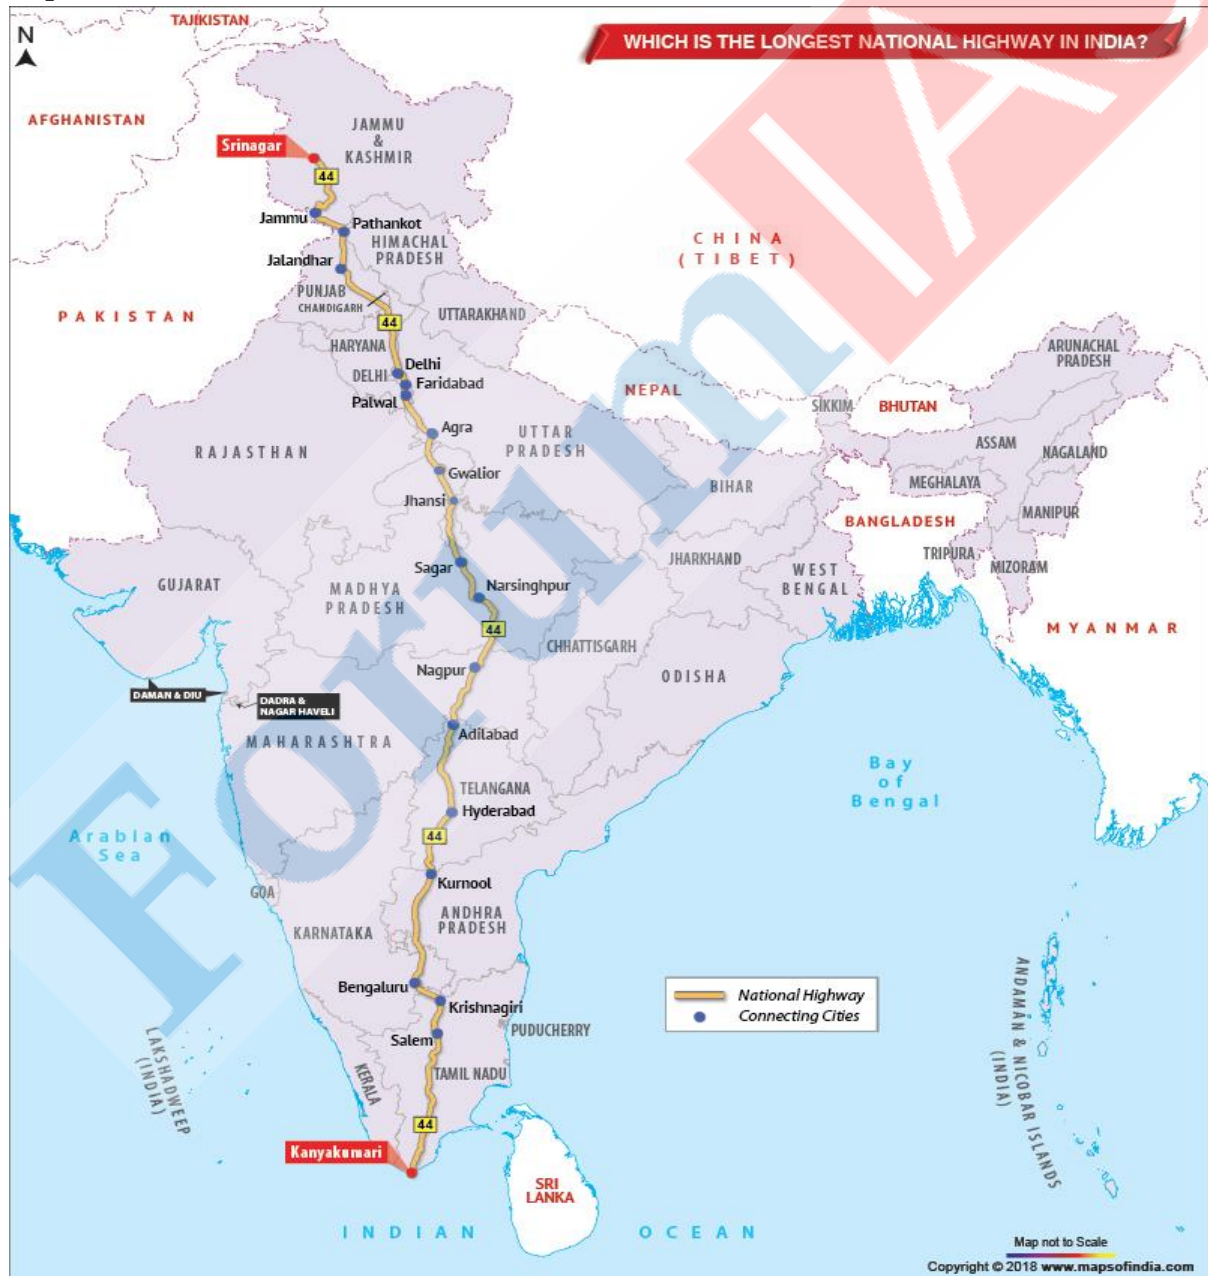 TAJIKISTAN
N
WHICH IS THE LONGEST NATIONAL HIGHWAY IN INDIA?
AFGHANISTAN
JAMMU
&
KASHMIR
Srinagar
44
Jammu
Pathankot
HIMACHAL
PRADESH
CHINA
(TIBET)
Jalandhar
PUNJAB
CHANDIGARH
PAKISTAN
44
UTTARAKHAND
HARYANA
ARUNACHAL
PRADESH
Delhi
DELHI
Faridabad
Palwal
NEPAL
SIKKIM
BHUTAN
Agra
UTTAR
PRADESH
RAJASTHAN
ASSAM
NAGALAND
Gwalior
MEGHALAYA
BIHAR
Jhansi
MANIPUR
BANGLADESH
TRIPURA
JHARKHAND
MIZORAM
Sagar
WEST
BENGAL
GUJARAT
MADHYA
PRADESH
Narsinghpur
44
MYANMAR
CHHATTISGARH
Nagpur
ODISHA
DAMAN & DIU
DADRA &
NAGAR HAVELI
Adilabad
MAHARASHTRA
Bay
of
Bengal
TELANGANA
Hyderabad
44
Arabian
Sea
Kurnool
GOA
ANDHRA
PRADESH
KARNATAKA
Bengaluru
Krishnagiri
National Highway
Connecting Cities
PUDUCHERRY
Salem
LAKSHADWEEP
(INDIA)
KERALA
TAMIL NADU
ANDAMAN & NICOBAR ISLANDS
(INDIA)
44
Kanyakumari
SRI
LANKA
INDIAN OCEAN
Map not to Scale
Copyright © 2018 www.mapsofindia.com
ForumIAS